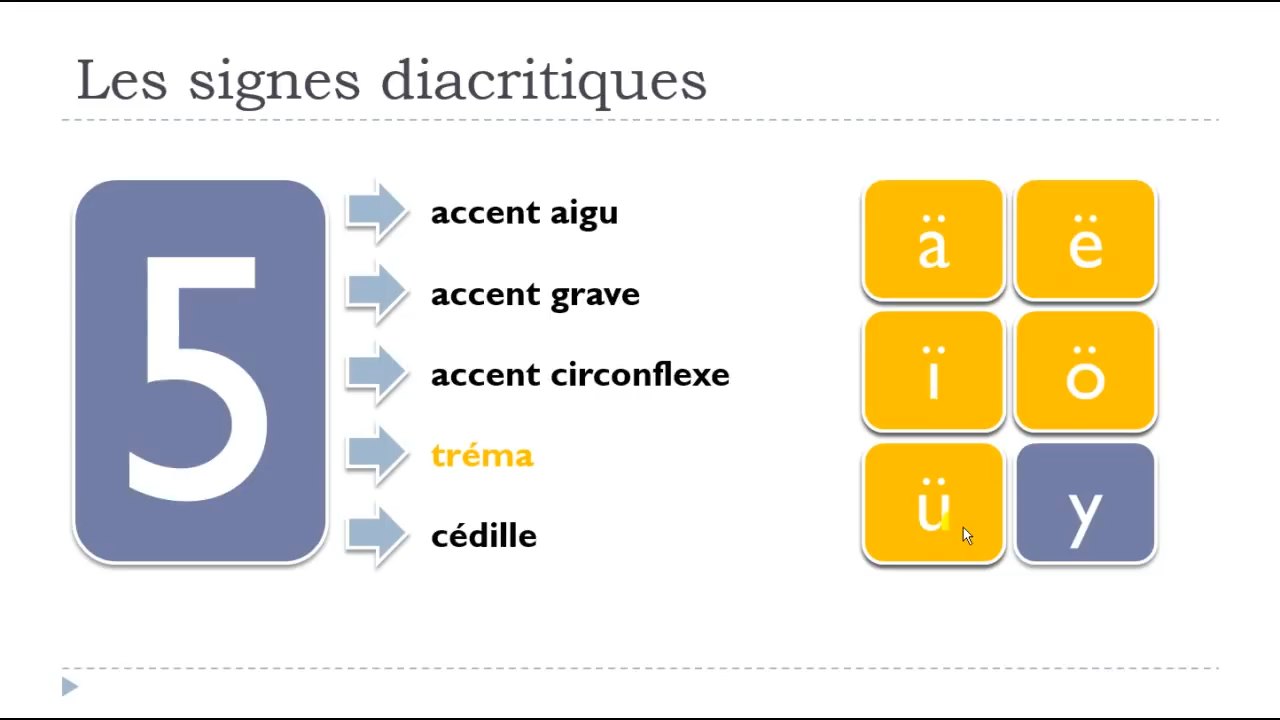 Les signes diacritiques
5
accent aigu
accent grave
accent circonflexe
tréma
cédille
ä ë
ï ö
ü y